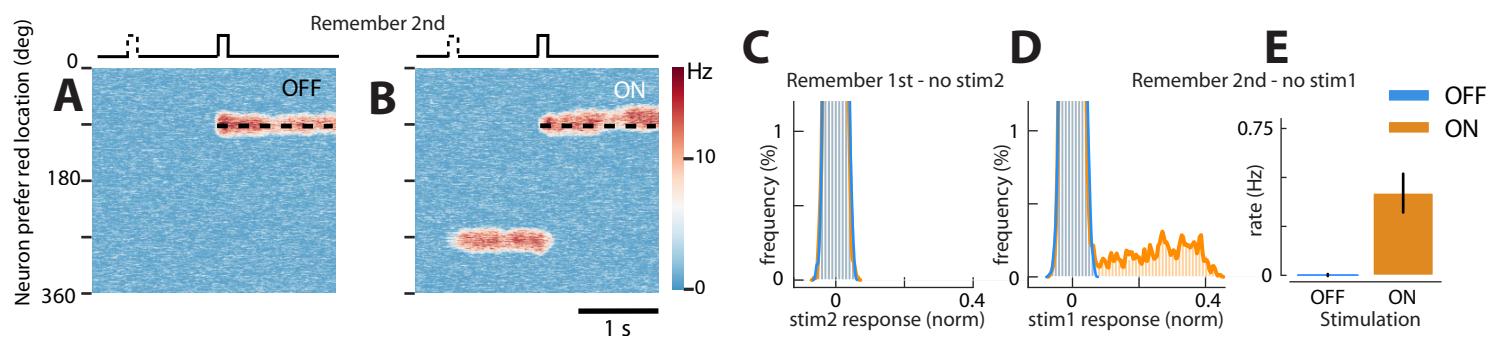 Remember 2nd
Neuron prefer red location (deg)
0
180
360
A
OFF
B
ON
1 s
Hz
10
0
C
Remember 1st - no stim2
frequency (%)
1
0
0
0.4
stim2 response (norm)
D
Remember 2nd - no stim1
frequency (%)
1
0
0
0.4
stim1 response (norm)
E
OFF
ON
rate (Hz)
0.75
0
OFF
ON
Stimulation